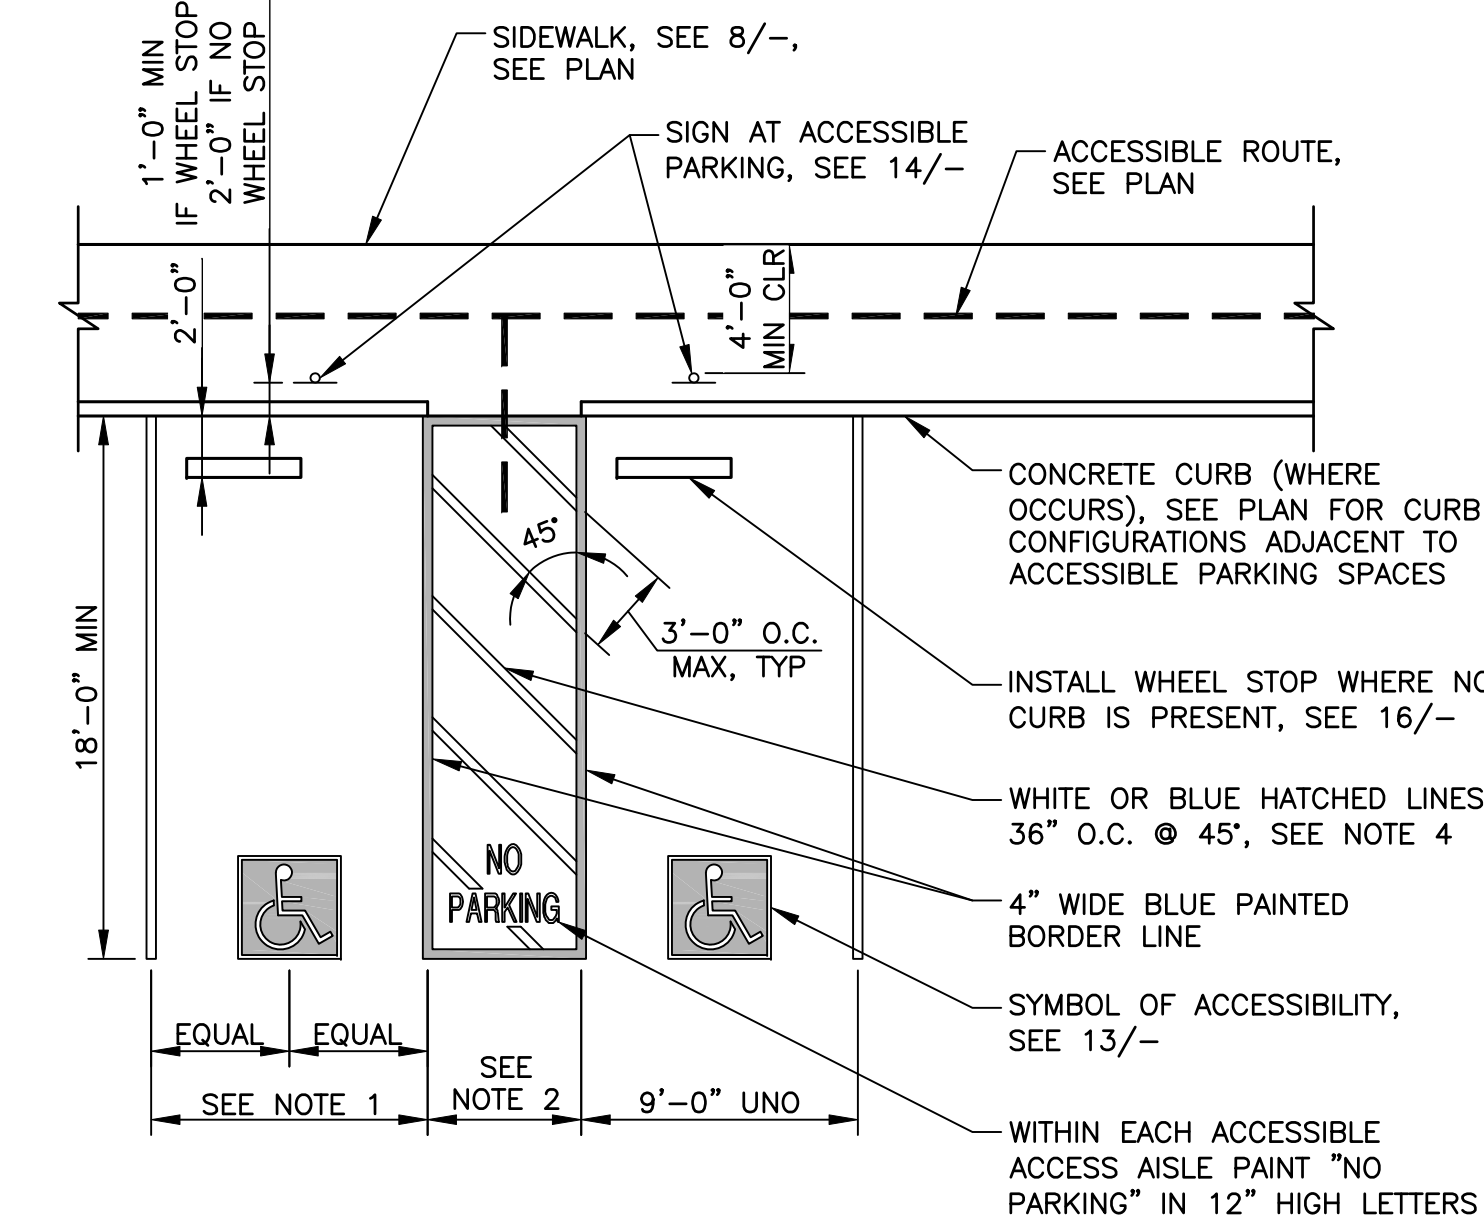 1'-0" MIN
IF WHEEL STOP
2'-0" IF NO
WHEEL STOP
SIDEWALK, SEE 8/-,
SEE PLAN
SIGN AT ACCESSIBLE
PARKING, SEE 14/-
ACCESSIBLE ROUTE,
SEE PLAN
2'-0"
4'-0"
MIN CLR
CONCRETE CURB (WHERE
OCCURS), SEE PLAN FOR CURB
CONFIGURATIONS ADJACENT TO
ACCESSIBLE PARKING SPACES
45°
18'-0" MIN
3'-0" O.C.
MAX, TYP
INSTALL WHEEL STOP WHERE NO
CURB IS PRESENT, SEE 16/-
WHITE OR BLUE HATCHED LINES
36" O.C. @ 45°, SEE NOTE 4
NO
PARKING
4" WIDE BLUE PAINTED
BORDER LINE
SYMBOL OF ACCESSIBILITY,
SEE 13/-
EQUAL EQUAL
SEE NOTE 1
SEE
NOTE 2
9'-0" UNO
WITHIN EACH ACCESSIBLE
ACCESS AISLE PAINT "NO
PARKING" IN 12" HIGH LETTERS